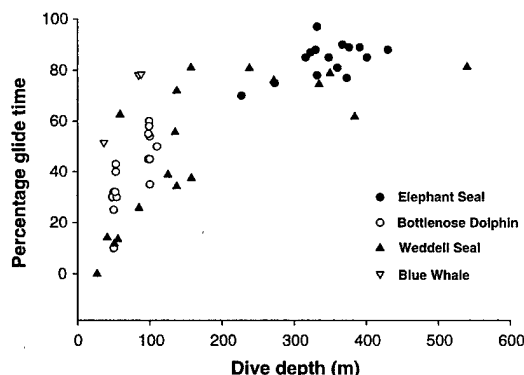 100
80
60
40
20
0
Percentage glide time
Elephant Seal
Bottlenose Dolphin
Weddell Seal
Blue Whale
0 100 200 300 400 500 600
Dive depth (m)